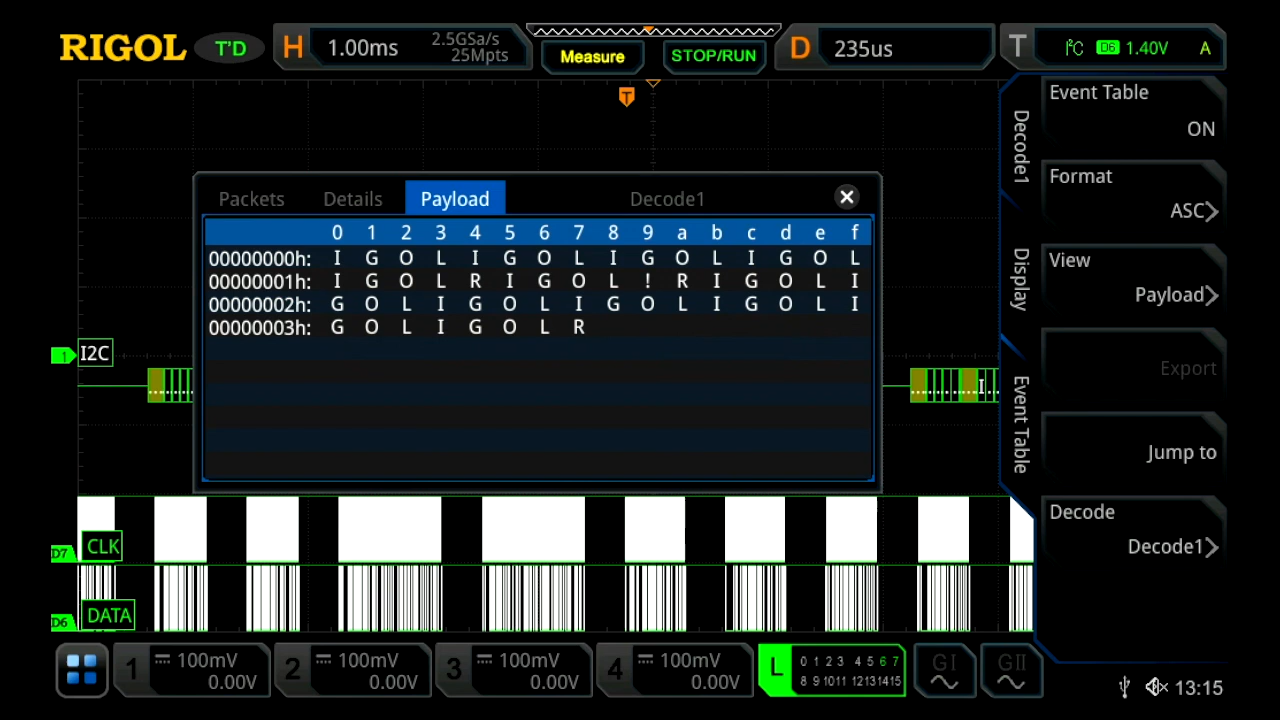 RIGOL T'D H 1.00ms 2.5GSa/s 25Mpts Measure STOP/RUN D 235us T I²C D6 1.40V A
T
Decode1
Display
Event Table
Event Table
ON
Format
ASC
View
Payload
Export
Jump to
Decode
Decode1
Packets Details Payload Decode1
0 1 2 3 4 5 6 7 8 9 a b c d e f
00000000h: I G O L I G O L I G O L I G O L
00000001h: I G O L R I G O L ! R I G O L I
00000002h: G O L I G O L I G O L I G O L I
00000003h: G O L I G O L R
1 I2C
I
D7 CLK
D6 DATA
1 100mV 0.00V 2 100mV 0.00V 3 100mV 0.00V 4 100mV 0.00V
L 0 1 2 3 4 5 6 7
8 9 10 11 12 13 14 15
GI GII
13:15